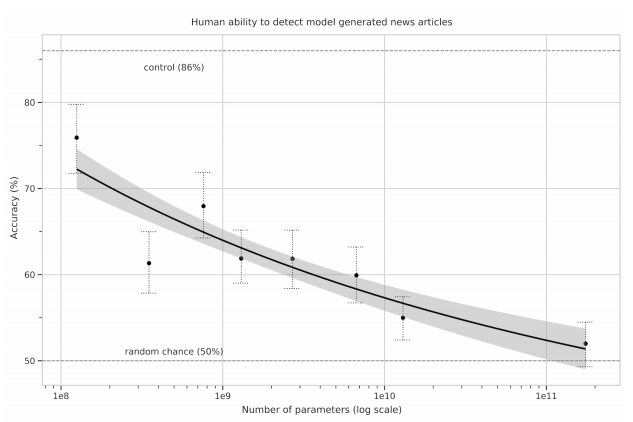 Human ability to detect model generated news articles
control (86%)
80
70
60
50
Accuracy (%)
random chance (50%)
1e8
1e9
1e10
1e11
Number of parameters (log scale)